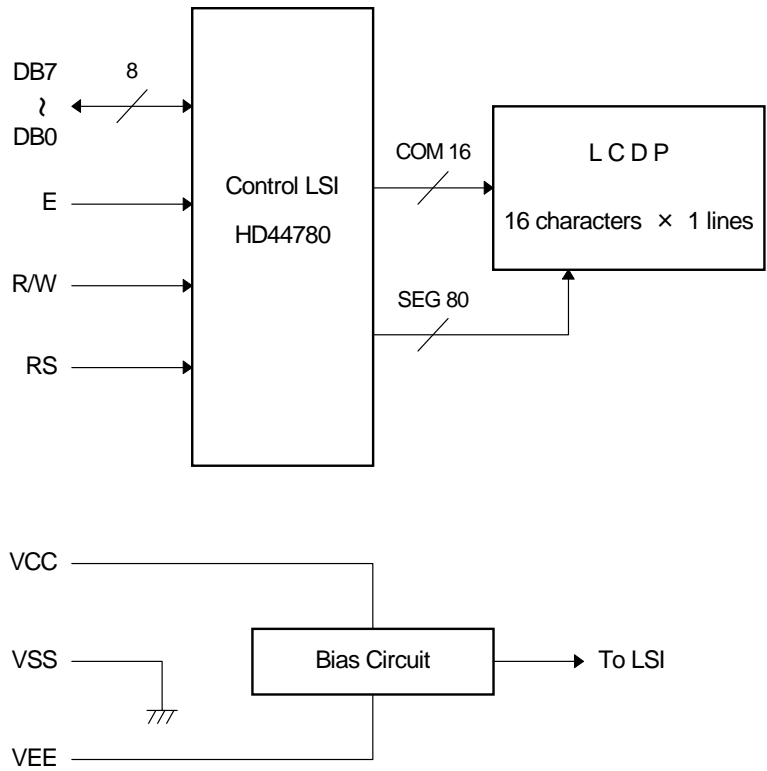 DB7
~
DB0
8
E
R/W
RS
Control LSI
HD44780
COM 16
SEG 80
L C D P
16 characters × 1 lines
VCC
VSS
VEE
Bias Circuit
To LSI